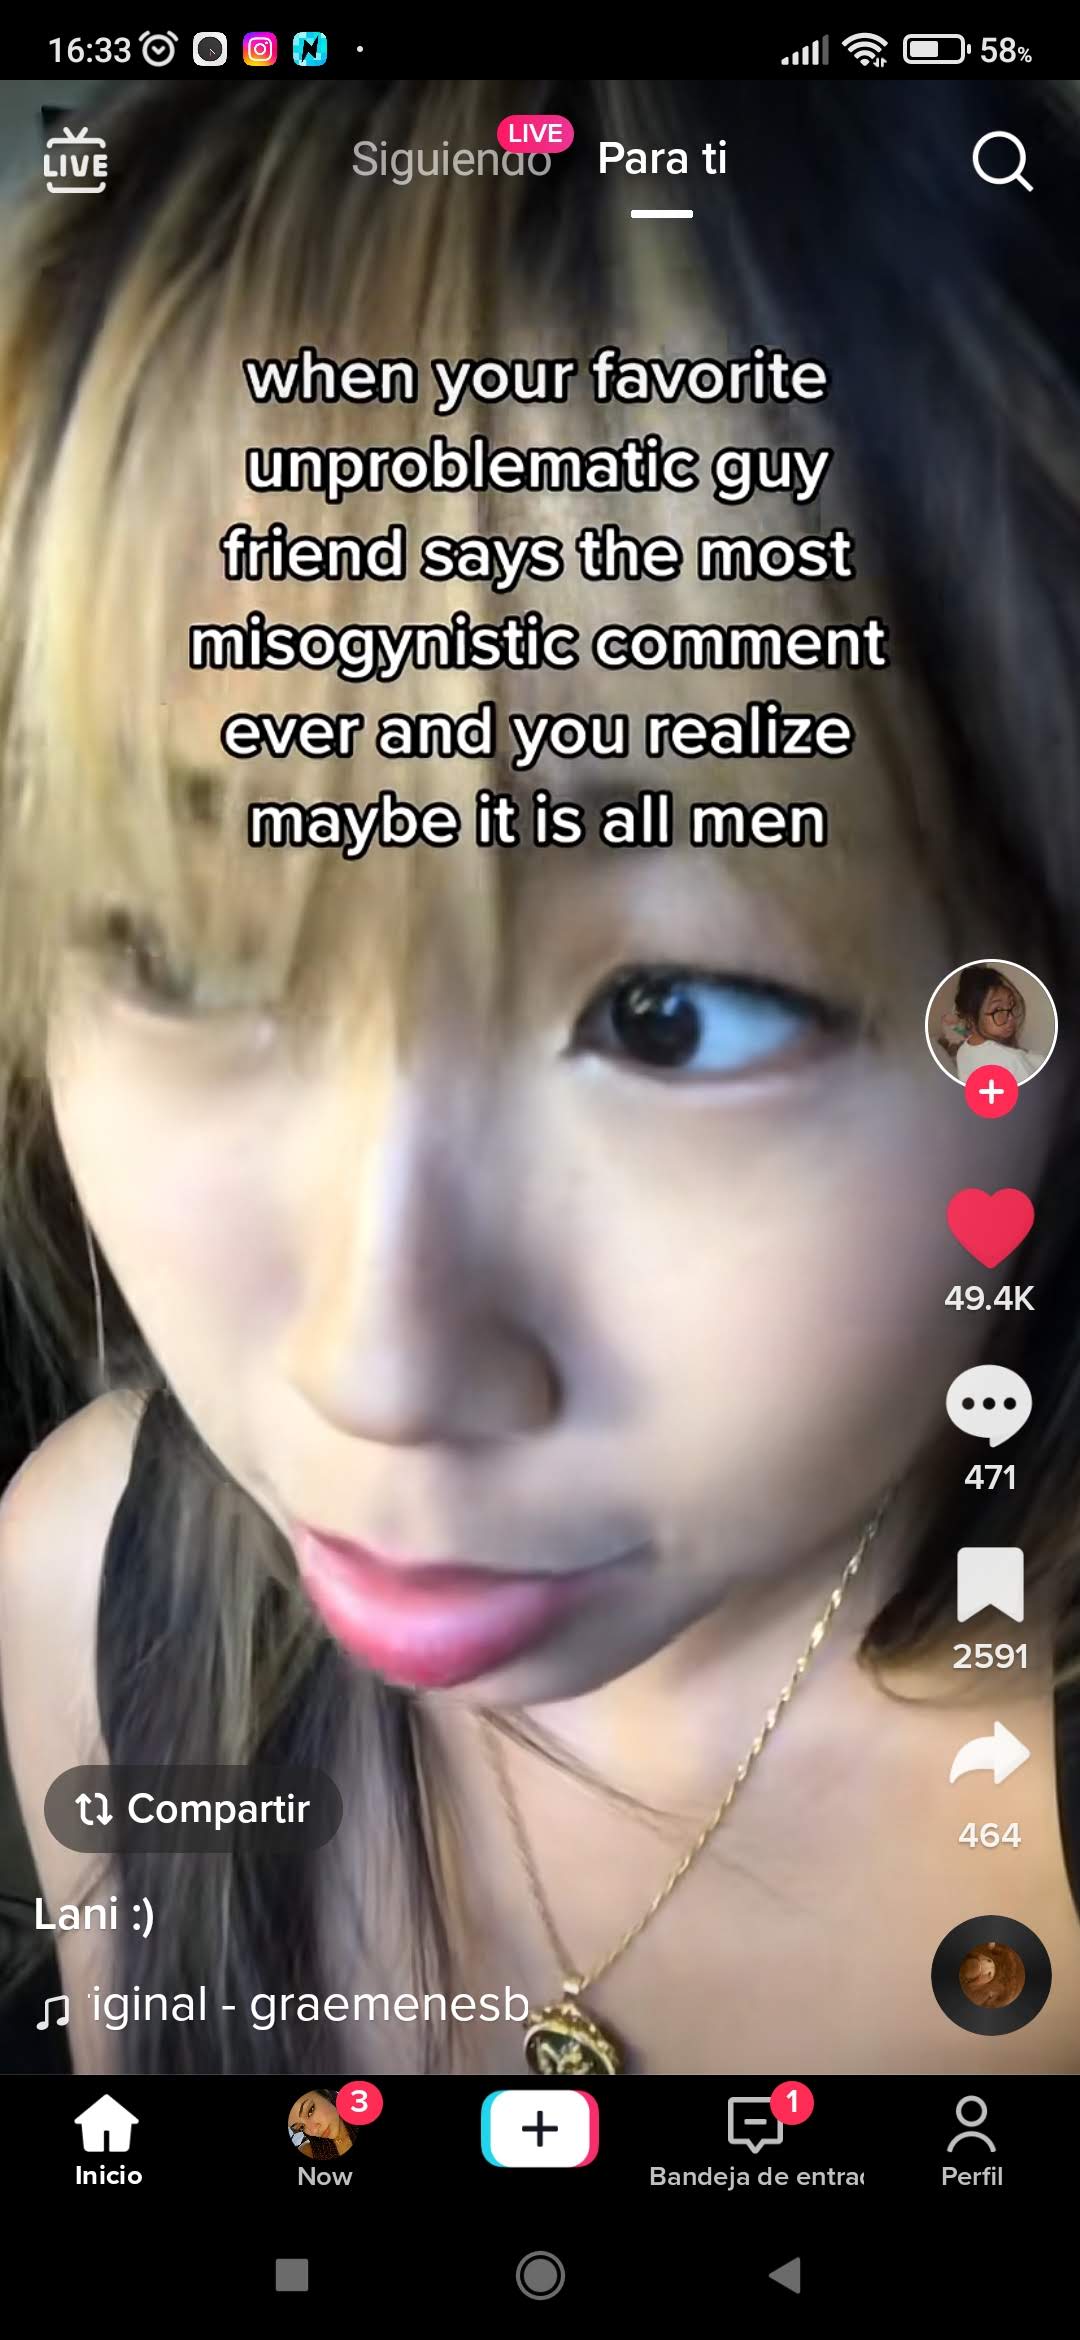 16:33
58%
LIVE
Siguiendo
LIVE
Para ti
when your favorite
unproblematic guy
friend says the most
misogynistic comment
ever and you realize
maybe it is all men
49.4K
471
2591
464
Compartir
Lani :)
iginal - graemenesb
3
1
Inicio
Now
Bandeja de entra
Perfil